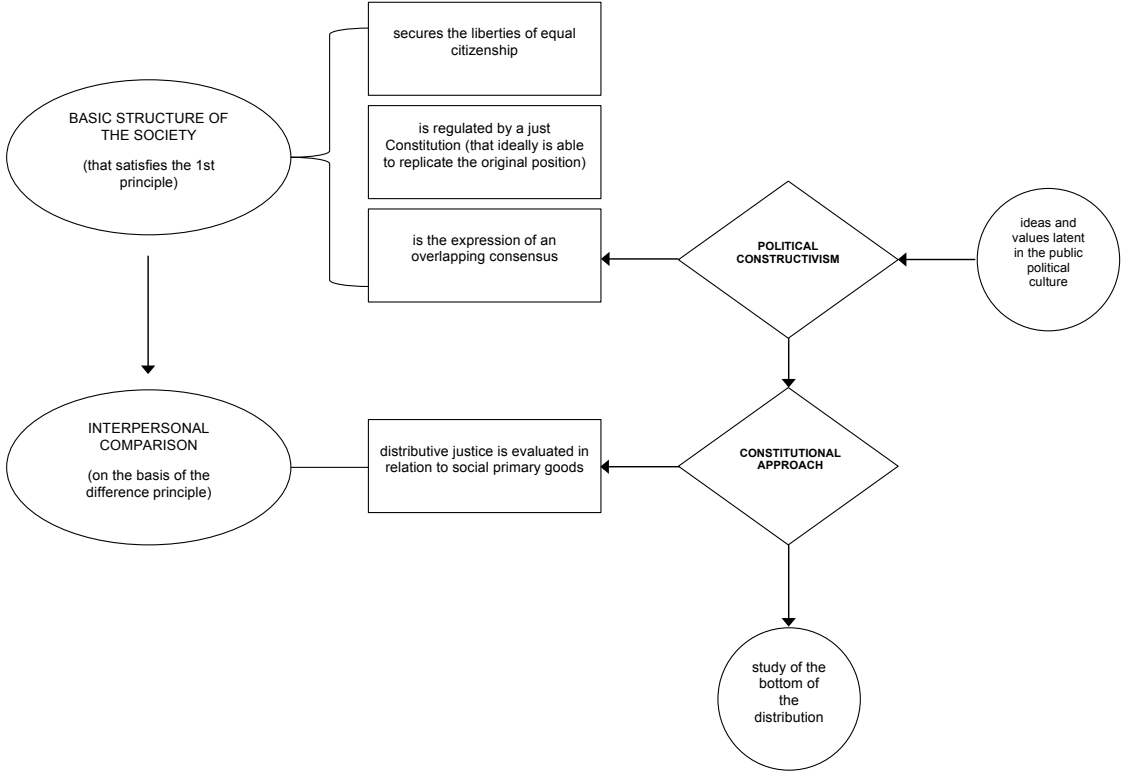 secures the liberties of equal
citizenship
BASIC STRUCTURE OF
THE SOCIETY
(that satisfies the 1st
principle)
is regulated by a just
Constitution (that ideally is able
to replicate the original position)
is the expression of an
overlapping consensus
POLITICAL
CONSTRUCTIVISM
ideas and
values latent
in the public
political
culture
INTERPERSONAL
COMPARISON
(on the basis of the
difference principle)
distributive justice is evaluated in
relation to social primary goods
CONSTITUTIONAL
APPROACH
study of the
bottom of
the
distribution